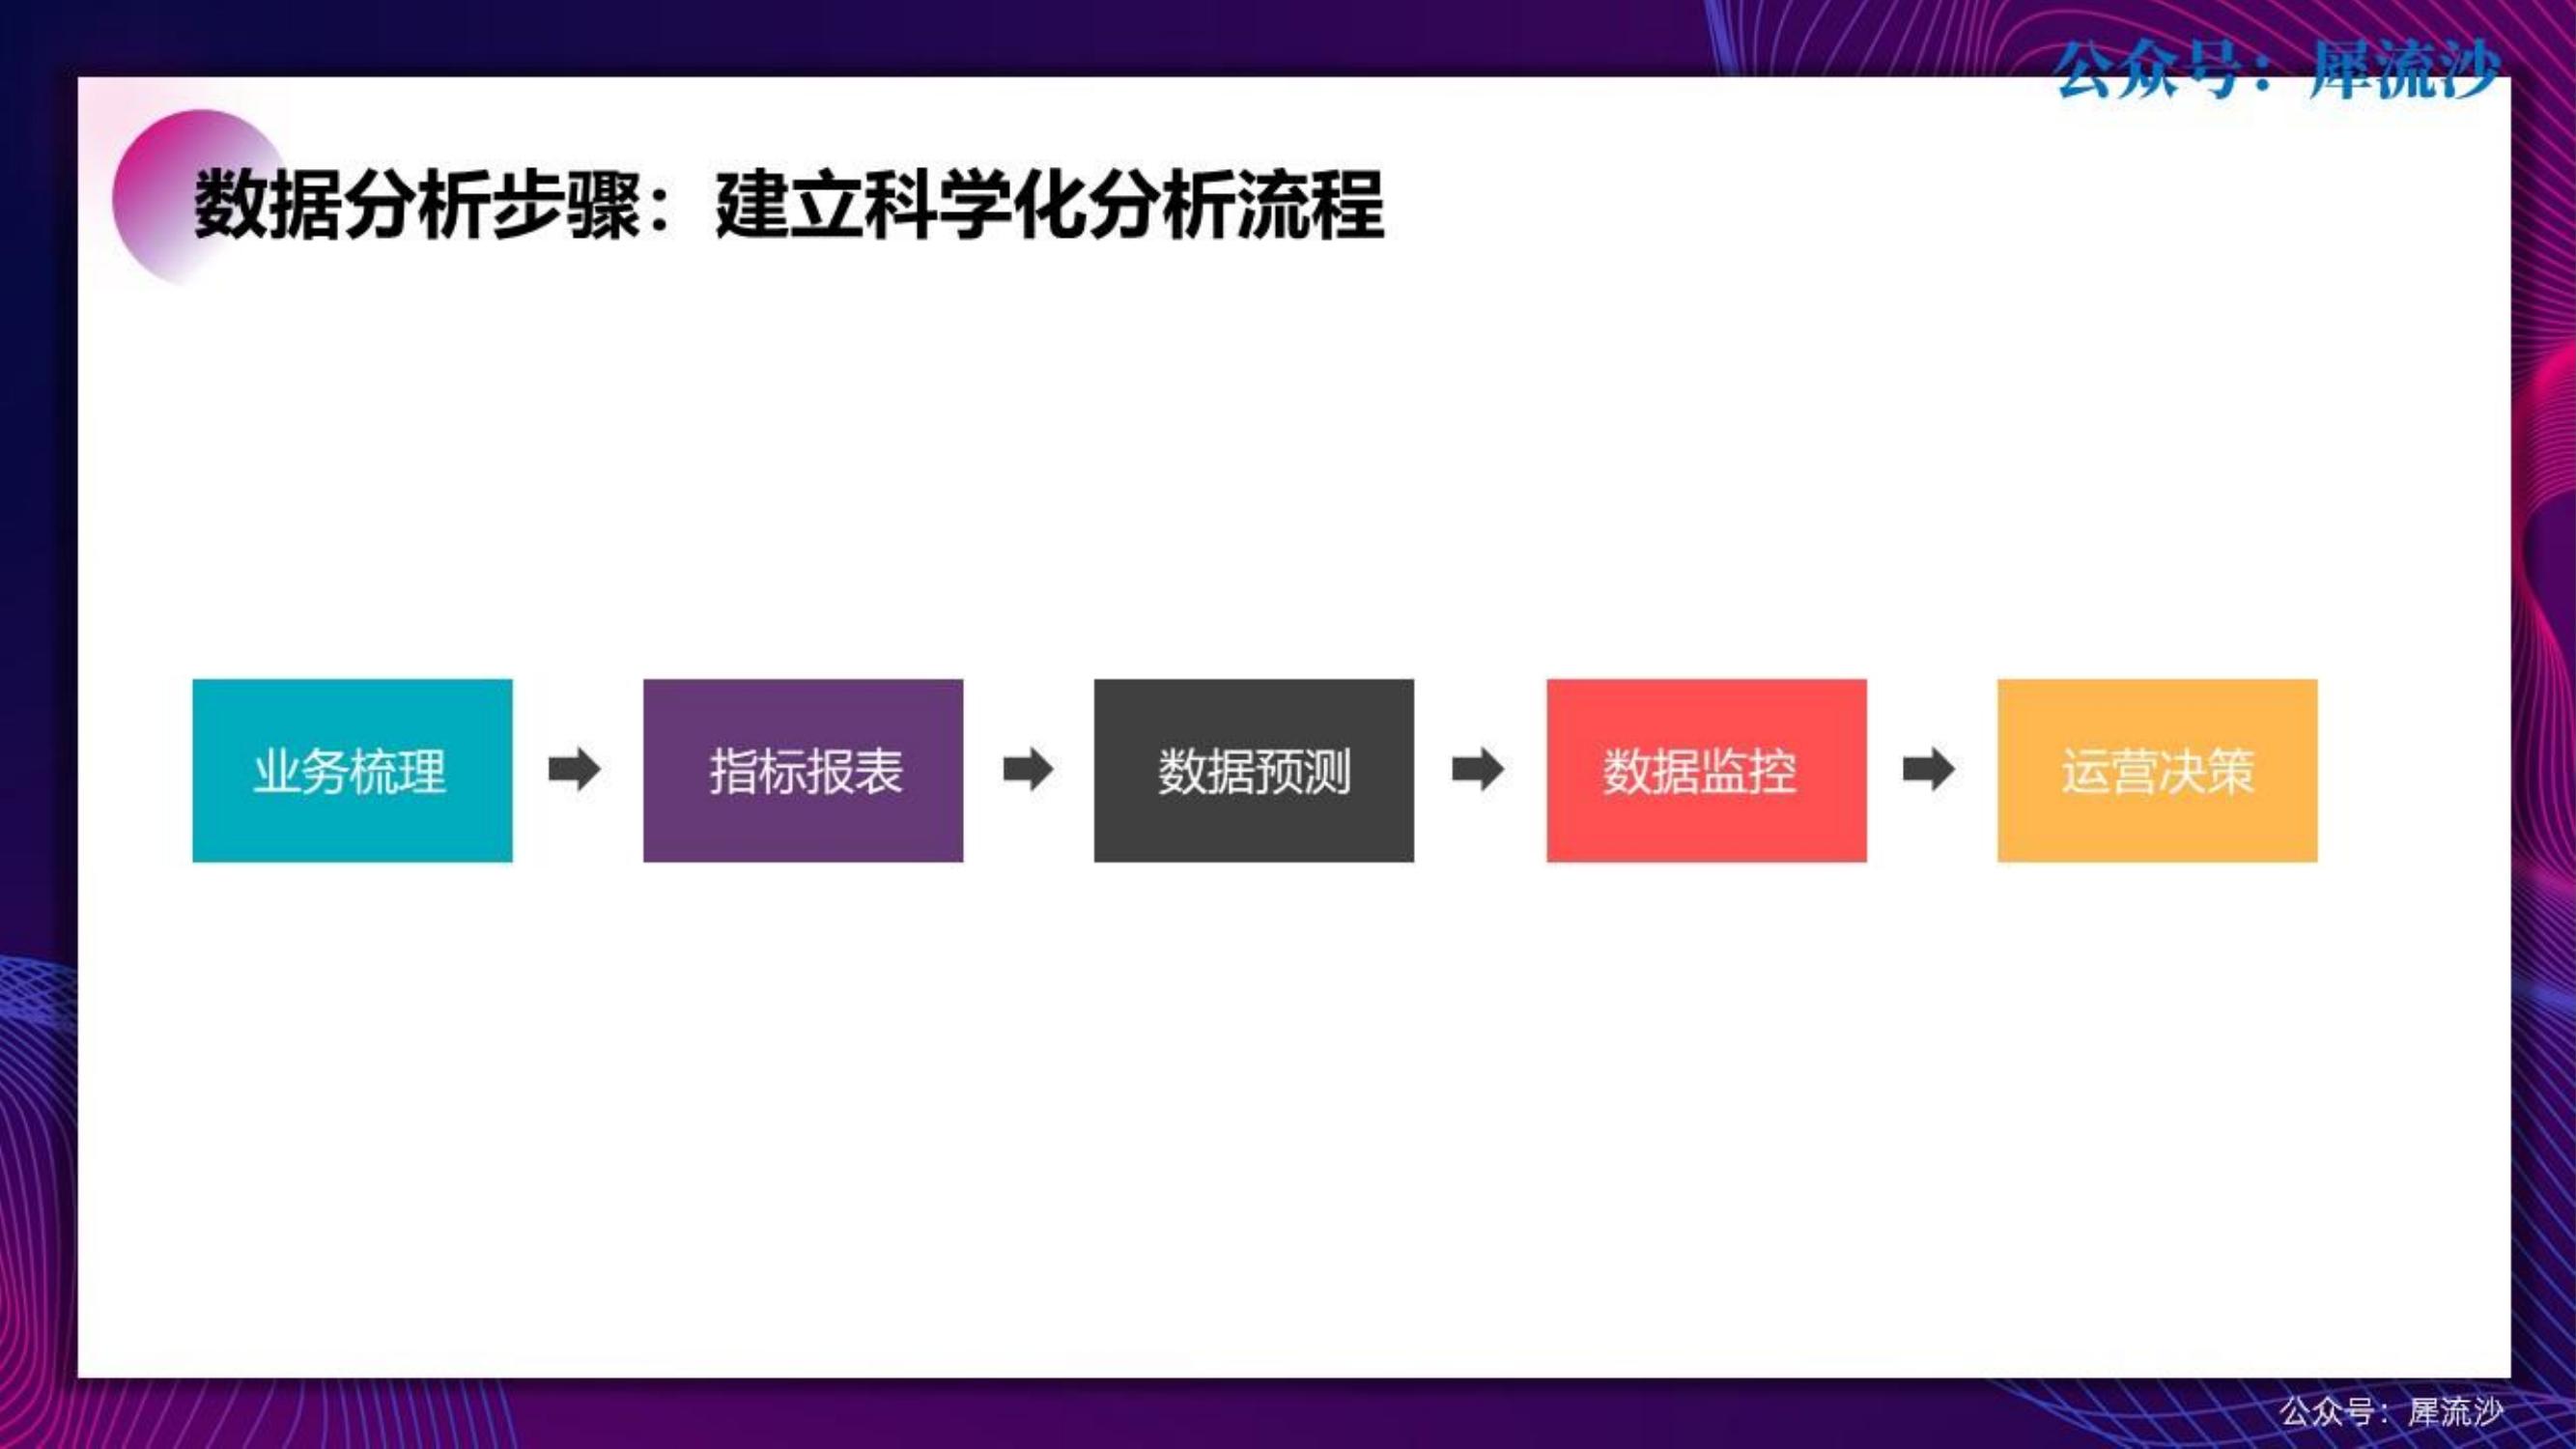 公众号：犀流沙
数据分析步骤：建立科学化分析流程
业务梳理
指标报表
数据预测
数据监控
运营决策
公众号：犀流沙